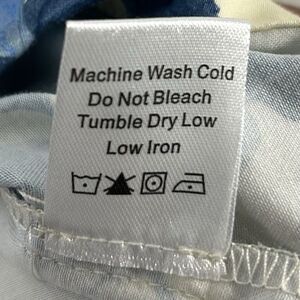 Machine Wash Cold
Do Not Bleach
Tumble Dry Low
Low Iron